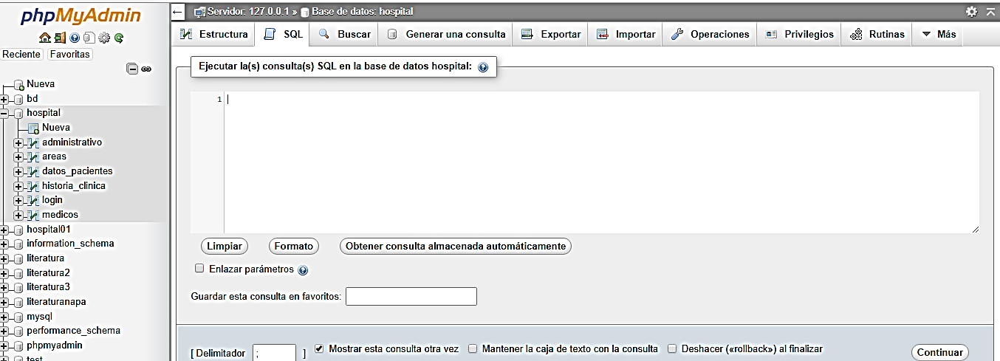 phpMyAdmin
Reciente Favoritas
Nueva
bd
hospital
Nueva
administrativo
areas
datos_pacientes
historia_clinica
login
medicos
hospital01
information_schema
literatura
literatura2
literatura3
literaturanapa
mysql
performance_schema
phpmyadmin
test
Servidor: 127.0.0.1 » Base de datos: hospital
Estructura SQL Buscar Generar una consulta Exportar Importar Operaciones Privilegios Rutinas Más
Ejecutar la(s) consulta(s) SQL en la base de datos hospital:
1
Limpiar Formato Obtener consulta almacenada automáticamente
Enlazar parámetros
Guardar esta consulta en favoritos:
[ Delimitador ; ] Mostrar esta consulta otra vez Mantener la caja de texto con la consulta Deshacer («rollback») al finalizar Continuar